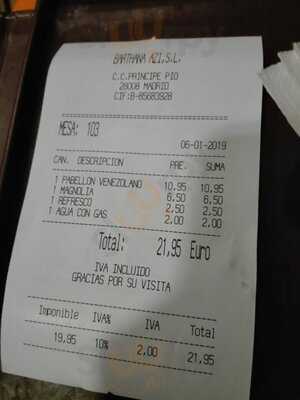 BARTHANA AZI,S.L.
C.C.PRINCIPE PIO
28008 MADRID
CIF:B-85683928
MESA: 103
06-01-2019
CAN. DESCRIPCION PRE. SUMA
1 PABELLON VENEZOLANO 10,95 10,95
1 MAGNOLIA 6,50 6,50
1 REFRESCO 2,50 2,50
1 AGUA CON GAS 2,00 2,00
Total: 21,95 Euro
IVA INCLUIDO
GRACIAS POR SU VISITA
Imponible IVA% IVA Total
19,95 10% 2,00 21,95